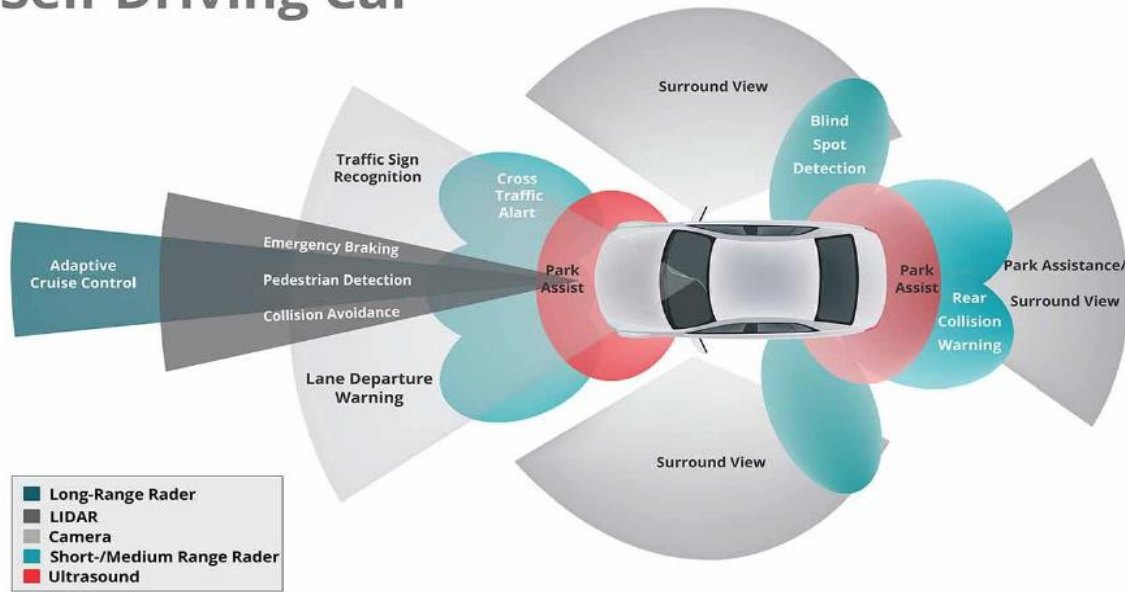 Self Driving Car
Surround View
Blind
Spot
Detection
Traffic Sign
Recognition
Cross
Traffic
Alart
Emergency Braking
Adaptive
Cruise Control
Pedestrian Detection
Collision Avoidance
Park
Assist
Park
Assist
Park Assistance/
Surround View
Rear
Collision
Warning
Lane Departure
Warning
Surround View
Long-Range Rader
LIDAR
Camera
Short-/Medium Range Rader
Ultrasound